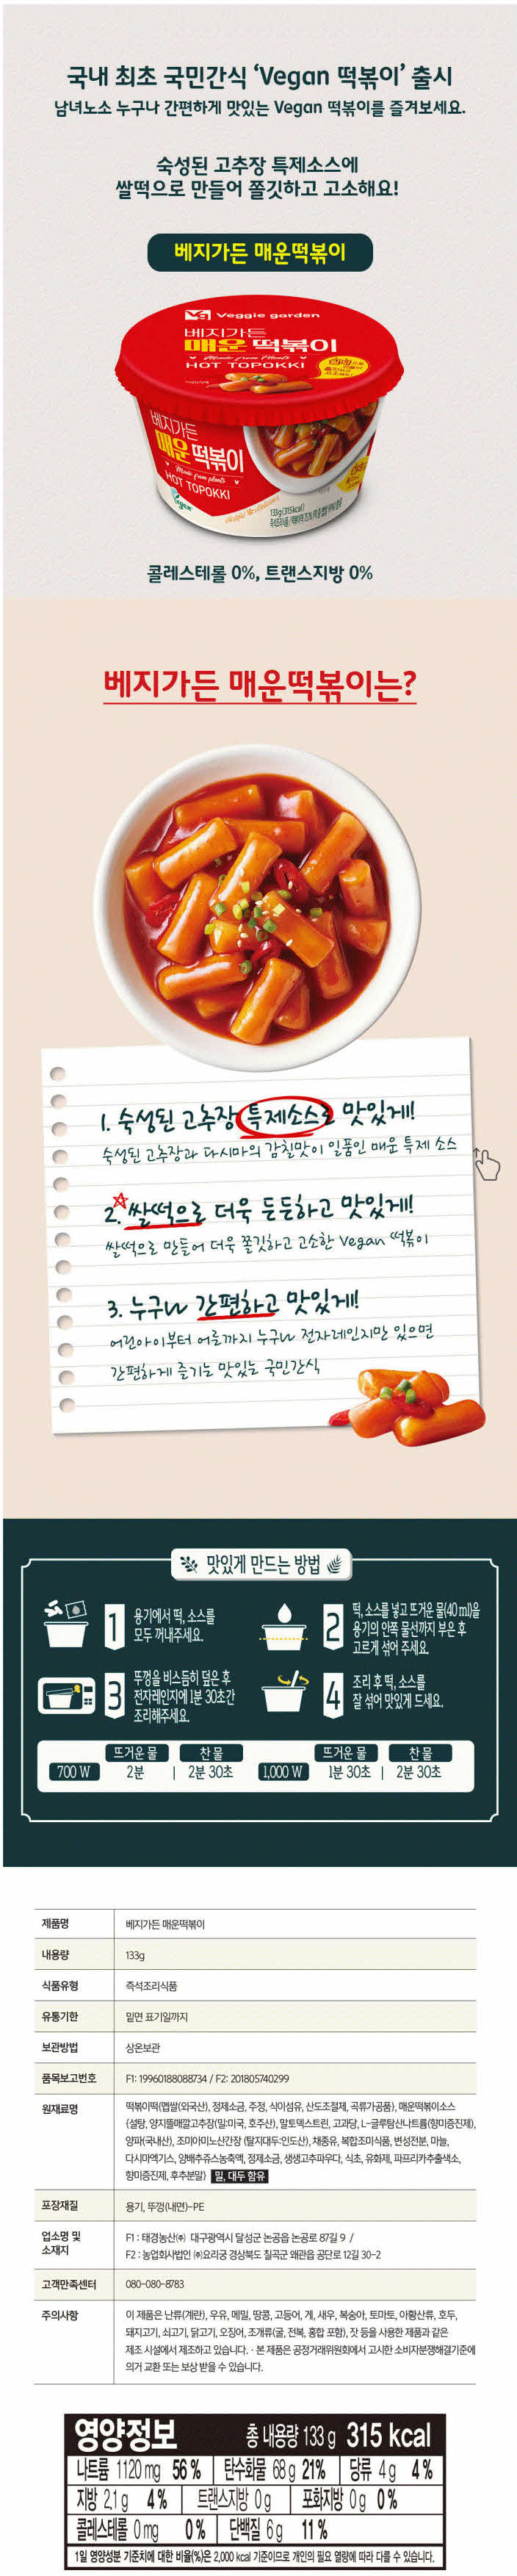 국내 최초 국민간식 ‘Vegan 떡볶이’ 출시
남녀노소 누구나 간편하게 맛있는 Vegan 떡볶이를 즐겨보세요.
숙성된 고추장 특제소스에
쌀떡으로 만들어 쫄깃하고 고소해요!
베지가든 매운떡볶이
Vg Veggie garden
베지가든
매운 떡볶이
Made from Plants
HOT TOPOKKI
베지가든
매운 떡볶이
Made from plants
HOT TOPOKKI
133g(315kcal)
콜레스테롤 0%, 트랜스지방 0%
베지가든 매운떡볶이는?
1. 숙성된 고추장 특제소스로 맛있게!
숙성된 고추장과 다시마의 감칠맛이 일품인 매운 특제 소스
2. 쌀떡으로 더욱 든든하고 맛있게!
쌀떡으로 만들어 더욱 쫄깃하고 고소한 Vegan 떡볶이
3. 누구나 간편하고 맛있게!
어린아이부터 어른까지 누구나 전자레인지만 있으면
간편하게 즐기는 맛있는 국민간식
맛있게 만드는 방법
1 용기에서 떡, 소스를
모두 꺼내주세요.
2 떡, 소스를 넣고 뜨거운 물(40 ml)을
용기의 안쪽 물선까지 부은 후
고르게 섞어 주세요.
3 뚜껑을 비스듬히 덮은 후
전자레인지에 1분 30초간
조리해주세요.
4 조리 후 떡, 소스를
잘 섞어 맛있게 드세요.
뜨거운 물 찬 물 뜨거운 물 찬 물
700 W 2분 | 2분 30초 1,000 W 1분 30초 | 2분 30초
제품명 베지가든 매운떡볶이
내용량 133g
식품유형 즉석조리식품
유통기한 밑면 표기일까지
보관방법 상온보관
품목보고번호 F1: 19960188088734 / F2: 201805740299
원재료명 떡볶이떡{멥쌀(외국산), 정제소금, 주정, 식이섬유, 산도조절제, 곡류가공품}, 매운떡볶이소스
{설탕, 양지뜰매깔고추장(밀:미국, 호주산), 말토덱스트린, 고과당, L-글루탐산나트륨(향미증진제),
양파(국내산), 조미아미노산간장 (탈지대두:인도산), 채종유, 복합조미식품, 변성전분, 마늘,
다시마엑기스, 양배추쥬스농축액, 정제소금, 생생고추파우다, 식초, 유화제, 파프리카추출색소,
향미증진제, 후추분말} 밀, 대두 함유
포장재질 용기, 뚜껑(내면)-PE
업소명 및
소재지
F1 : 태경농산㈜ 대구광역시 달성군 논공읍 논공로 87길 9 /
F2 : 농업회사법인 ㈜요리궁 경상북도 칠곡군 왜관읍 공단로 12길 30-2
고객만족센터 080-080-8783
주의사항 이 제품은 난류(계란), 우유, 메밀, 땅콩, 고등어, 게, 새우, 복숭아, 토마토, 아황산류, 호두,
돼지고기, 쇠고기, 닭고기, 오징어, 조개류(굴, 전복, 홍합 포함), 잣 등을 사용한 제품과 같은
제조 시설에서 제조하고 있습니다. · 본 제품은 공정거래위원회에서 고시한 소비자분쟁해결기준에
의거 교환 또는 보상 받을 수 있습니다.
영양정보 총 내용량 133 g 315 kcal
나트륨 1120 mg 56 % 탄수화물 68 g 21% 당류 4 g 4 %
지방 2.1 g 4 % 트랜스지방 0 g 포화지방 0 g 0 %
콜레스테롤 0 mg 0 % 단백질 6 g 11 %
1일 영양성분 기준치에 대한 비율(%)은 2,000 kcal 기준이므로 개인의 필요 열량에 따라 다를 수 있습니다.